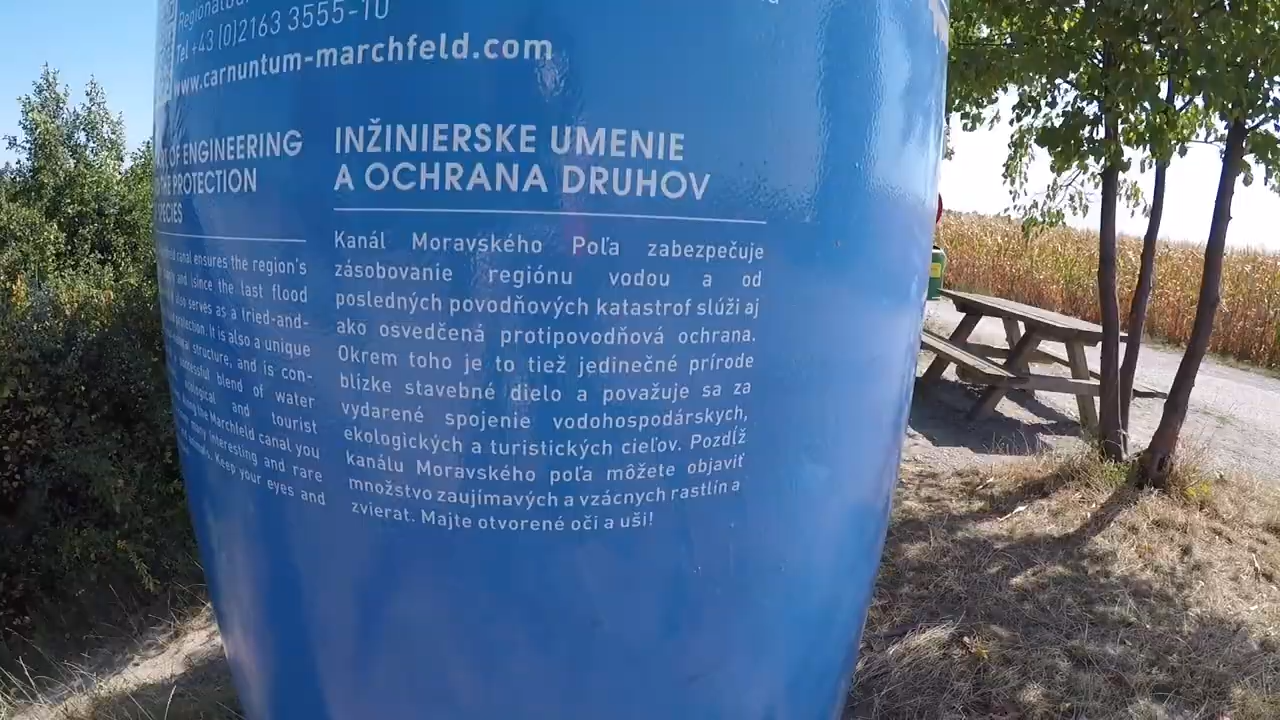 Tel +43 (0)2163 3555-10
www.carnuntum-marchfeld.com
OF ENGINEERING
PROTECTION
INŽINIERSKE UMENIE
A OCHRANA DRUHOV
canal ensures the region's
and (since the last flood
also serves as a tried-and-
protection. It is also a unique
structure, and is con-
blend of water
and tourist
the Marchfeld canal you
many interesting and rare
Keep your eyes and
Kanál Moravského Poľa zabezpečuje
zásobovanie regiónu vodou a od
posledných povodňových katastrof slúži aj
ako osvedčená protipovodňová ochrana.
Okrem toho je to tiež jedinečné prírode
blízke stavebné dielo a považuje sa za
vydarené spojenie vodohospodárskych,
ekologických a turistických cieľov. Pozdĺž
kanálu Moravského poľa môžete objaviť
množstvo zaujímavých a vzácnych rastlín a
zvierat. Majte otvorené oči a uši!